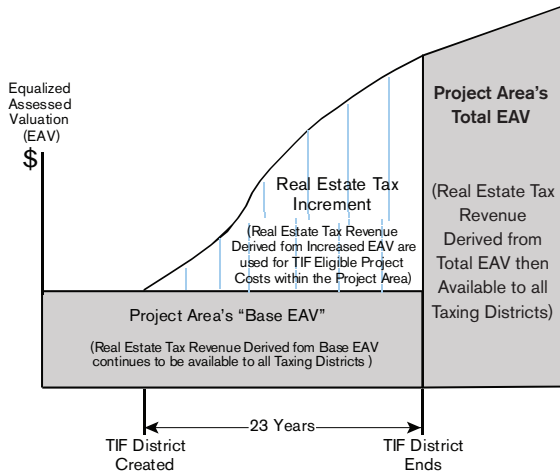 Equalized
Assessed
Valuation
(EAV)
$
Project Area's
Total EAV
(Real Estate Tax
Revenue
Derived from
Total EAV then
Available to all
Taxing Districts)
Real Estate Tax
Increment
(Real Estate Tax Revenue
Derived fom Increased EAV are
used for TIF Eligible Project
Costs within the Project Area)
Project Area's “Base EAV”
(Real Estate Tax Revenue Derived fom Base EAV
continues to be available to all Taxing Districts )
23 Years
TIF District
Created
TIF District
Ends